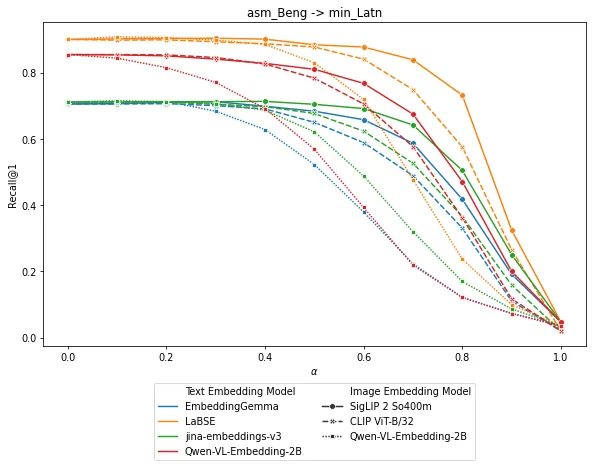 asm_Beng -> min_Latn
Recall@1
0.8
0.6
0.4
0.2
0.0
0.0 0.2 0.4 0.6 0.8 1.0
α
Text Embedding Model Image Embedding Model
EmbeddingGemma SigLIP 2 So400m
LaBSE CLIP ViT-B/32
jina-embeddings-v3 Qwen-VL-Embedding-2B
Qwen-VL-Embedding-2B